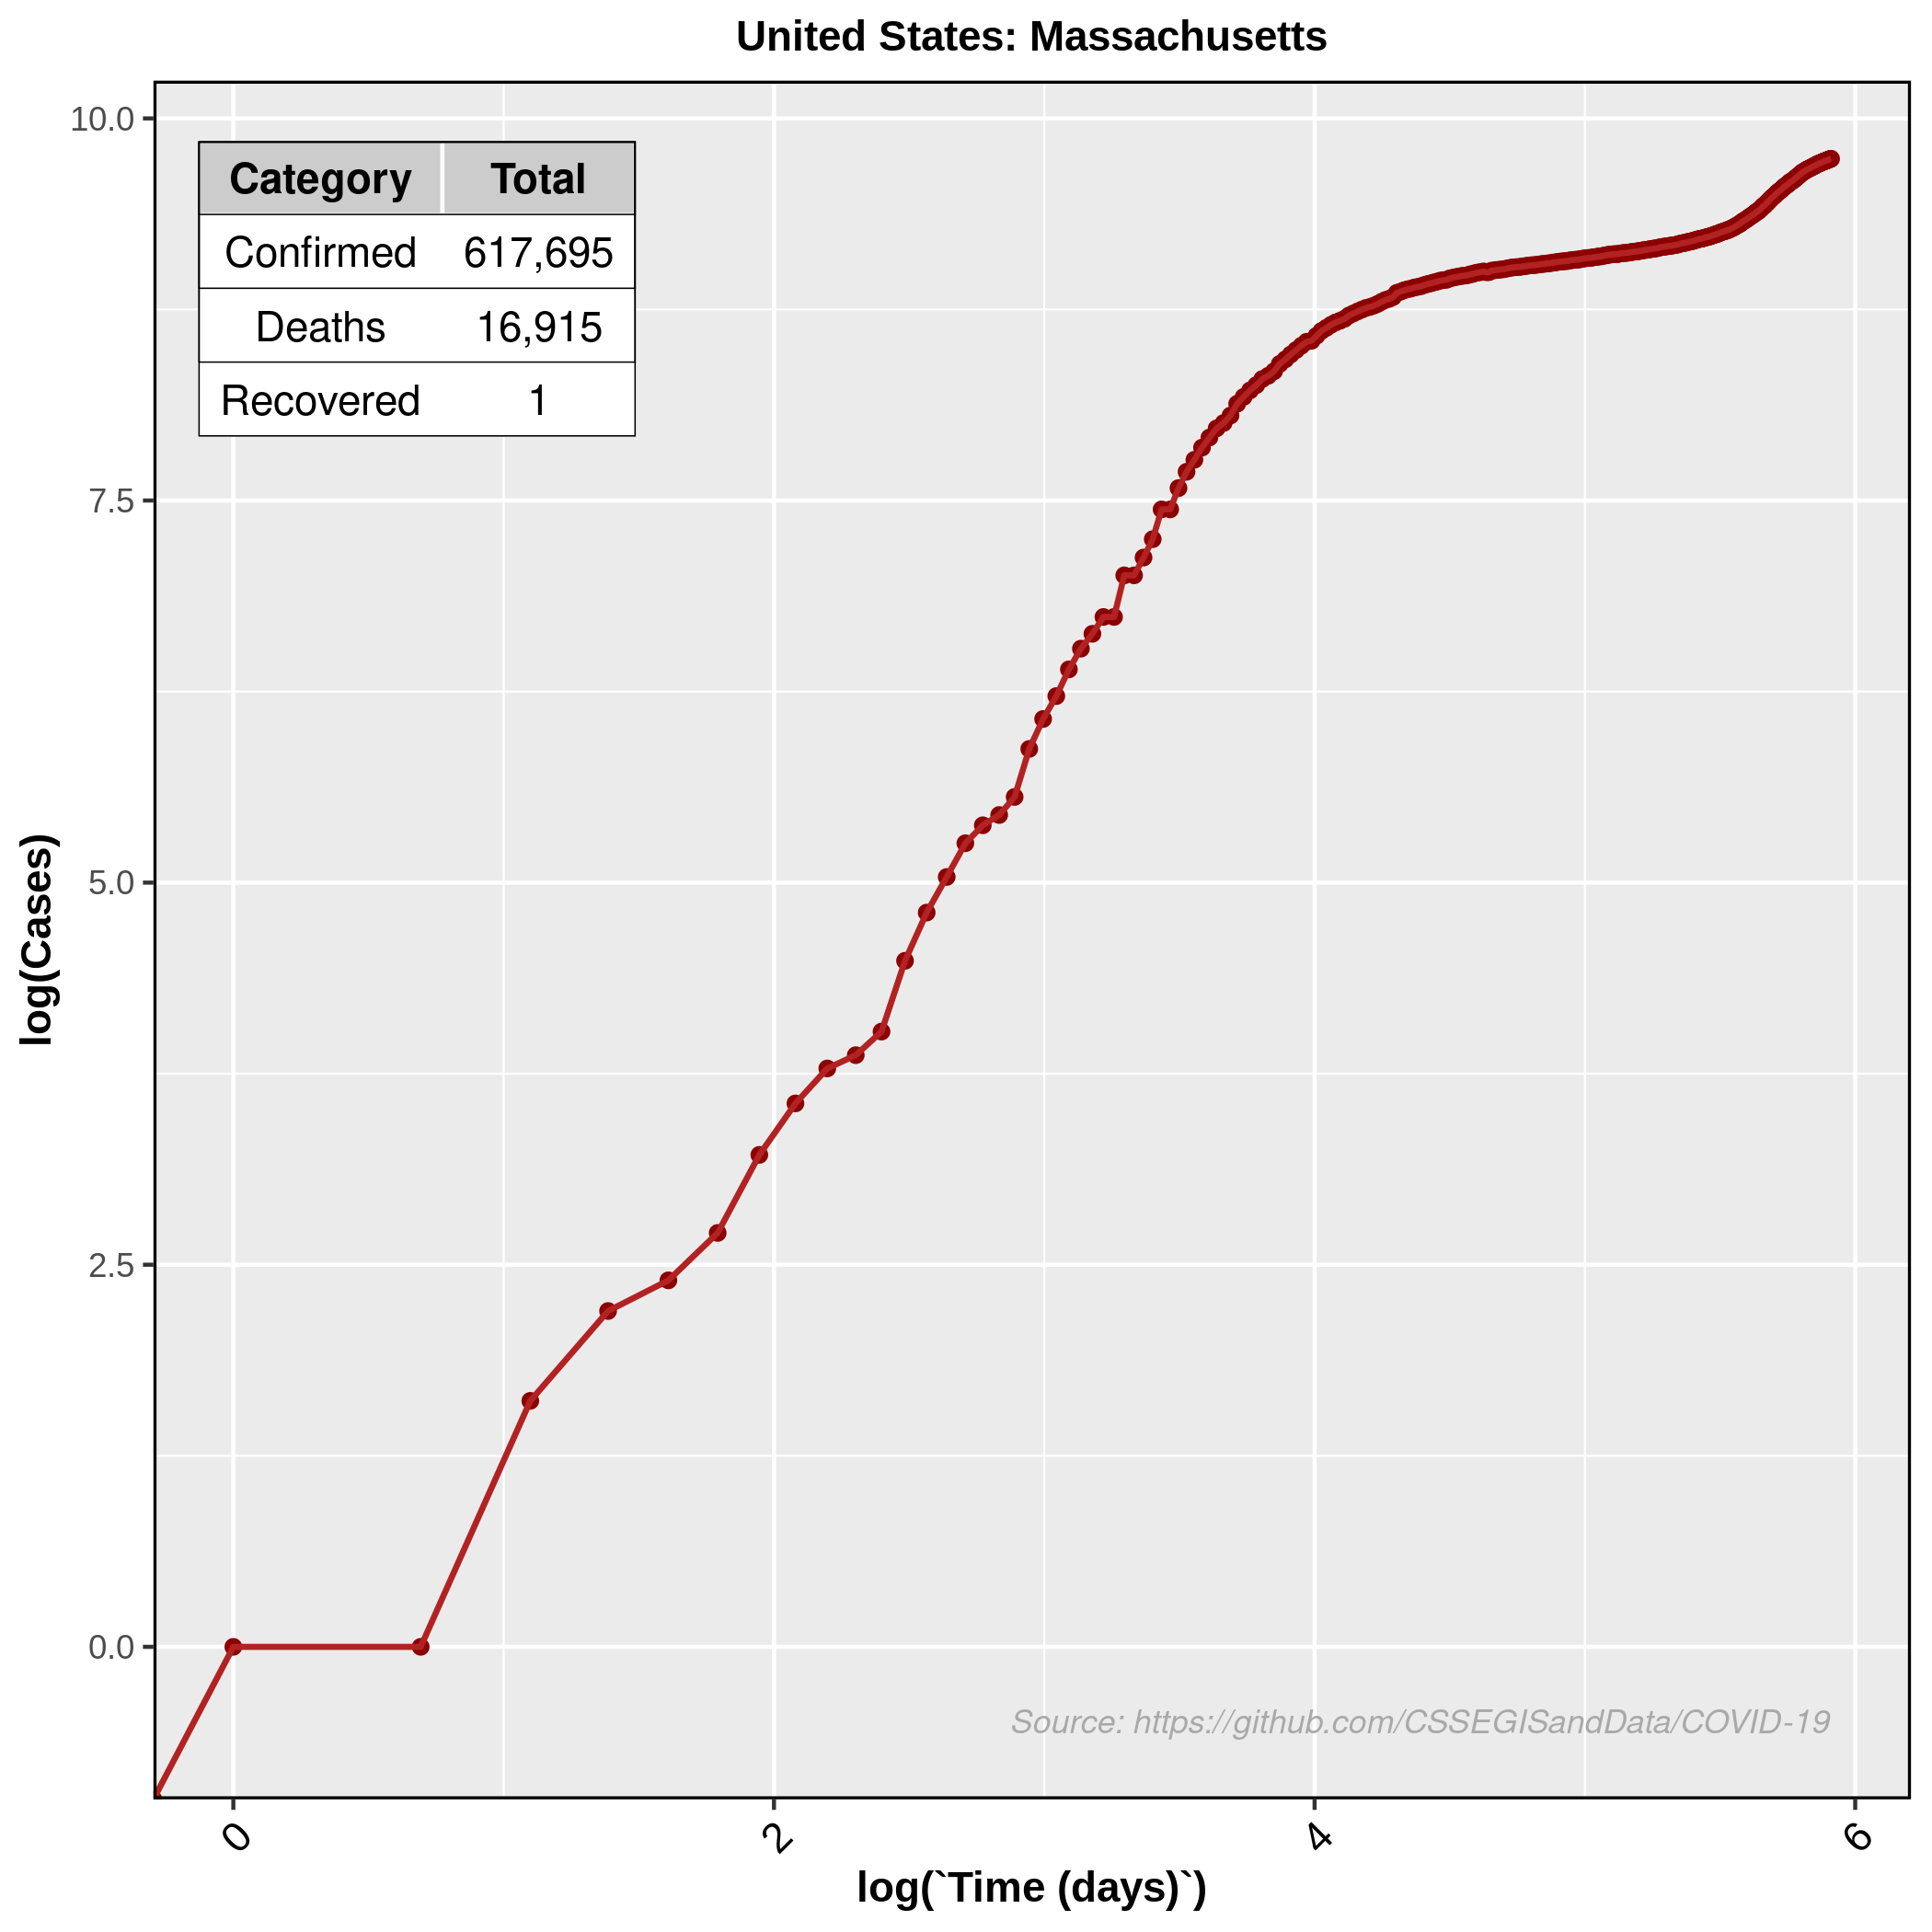 United States: Massachusetts
10.0
7.5
5.0
2.5
0.0
Category Total
Confirmed 617,695
Deaths 16,915
Recovered 1
log(Cases)
Source: https://github.com/CSSEGISandData/COVID-19
0 2 4 6
log(`Time (days)`)